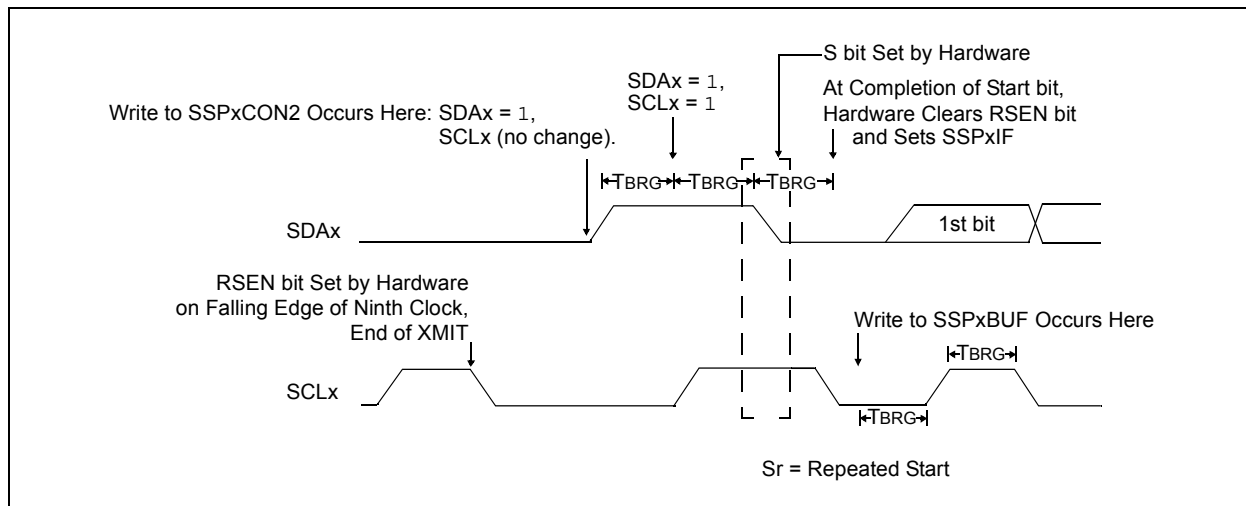 S bit Set by Hardware
SDAx = 1,
SCLx = 1
At Completion of Start bit,
Hardware Clears RSEN bit
and Sets SSPxIF
Write to SSPxCON2 Occurs Here: SDAx = 1,
SCLx (no change).
TBRG
TBRG
TBRG
SDAx
1st bit
RSEN bit Set by Hardware
on Falling Edge of Ninth Clock,
End of XMIT
Write to SSPxBUF Occurs Here
TBRG
SCLx
TBRG
Sr = Repeated Start